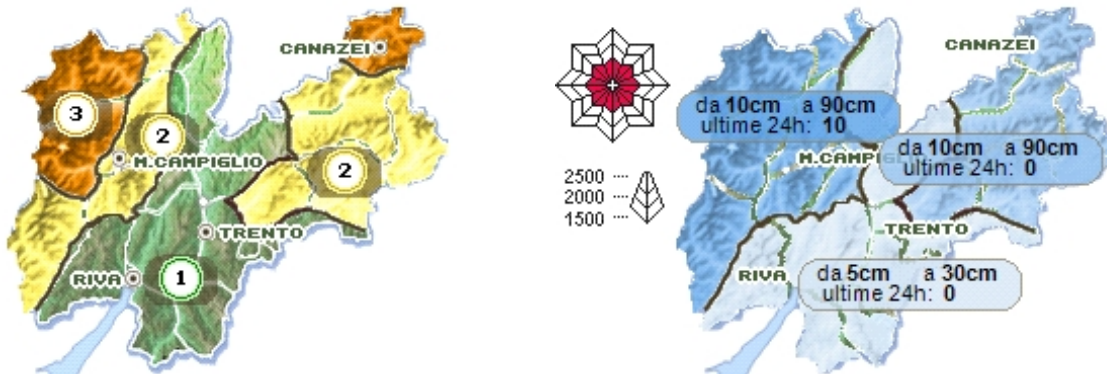 CANAZEI
3
2
M.CAMPIGLIO
2
TRENTO
RIVA
1
CANAZEI
da 10cm a 90cm
ultime 24h: 10
da 10cm a 90cm
ultime 24h: 0
2500
2000
1500
TRENTO
RIVA
da 5cm a 30cm
ultime 24h: 0